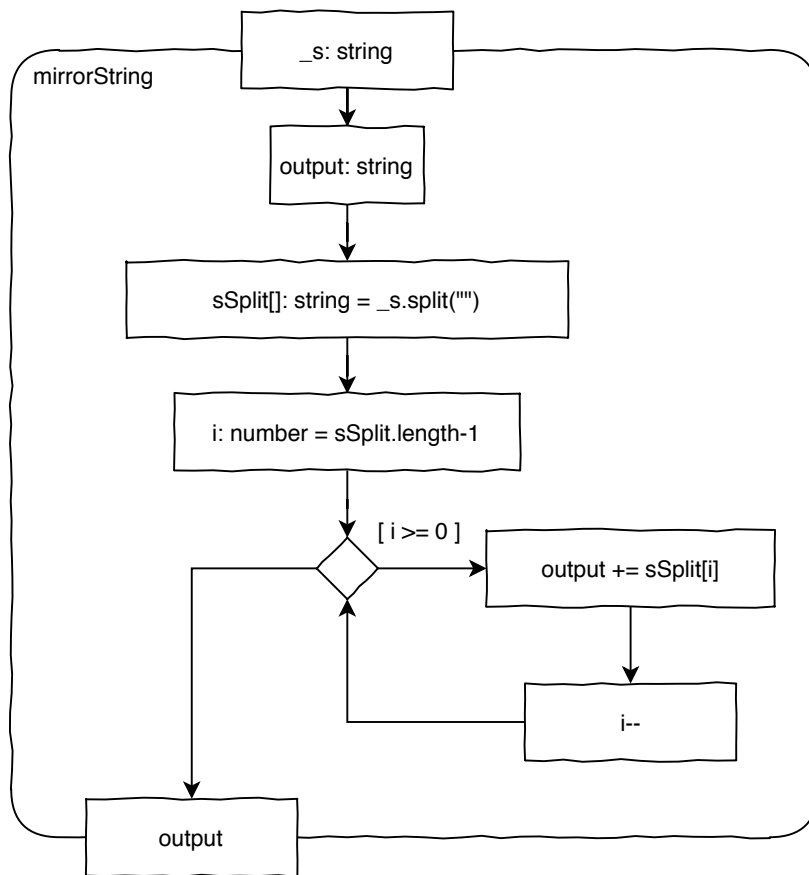 _s: string
mirrorString
output: string
sSplit[]: string = _s.split("")
i: number = sSplit.length-1
[ i >= 0 ]
output += sSplit[i]
i--
output